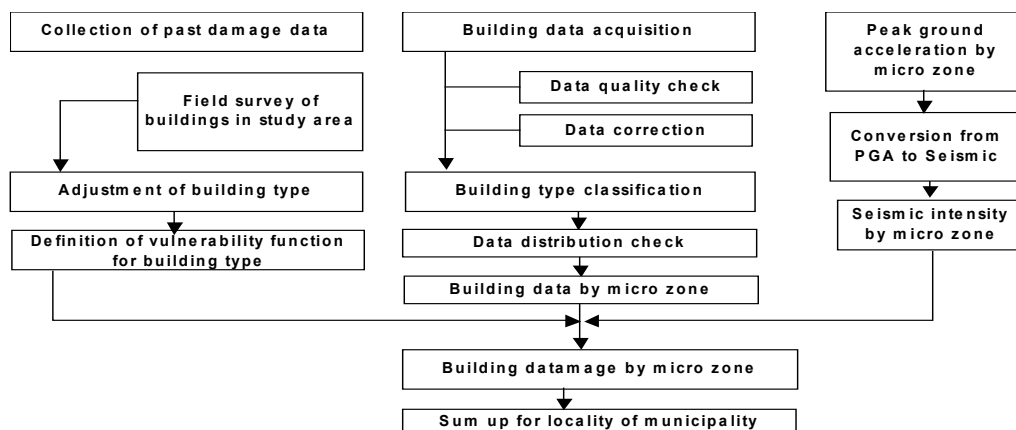 Collection of past damage data
Field survey of
buildings in study area
Adjustment of building type
Definition of vulnerability function
for building type
Building data acquisition
Data quality check
Data correction
Building type classification
Data distribution check
Building data by micro zone
Peak ground
acceleration by
micro zone
Conversion from
PGA to Seismic
Seismic intensity
by micro zone
Building datamage by micro zone
Sum up for locality of municipality